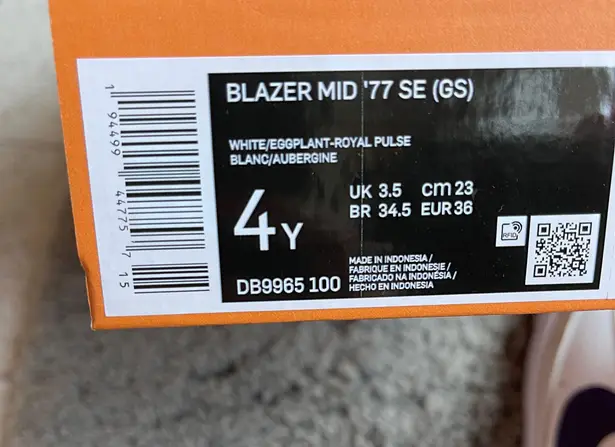 BLAZER MID '77 SE (GS)
WHITE/EGGPLANT-ROYAL PULSE
BLANC/AUBERGINE
4Y
UK 3.5 cm 23
BR 34.5 EUR 36
RFID
MADE IN INDONESIA /
FABRIQUE EN INDONESIE /
FABRICADO NA INDONÉSIA /
HECHO EN INDONESIA
DB9965 100
1 94499 44775 7 15